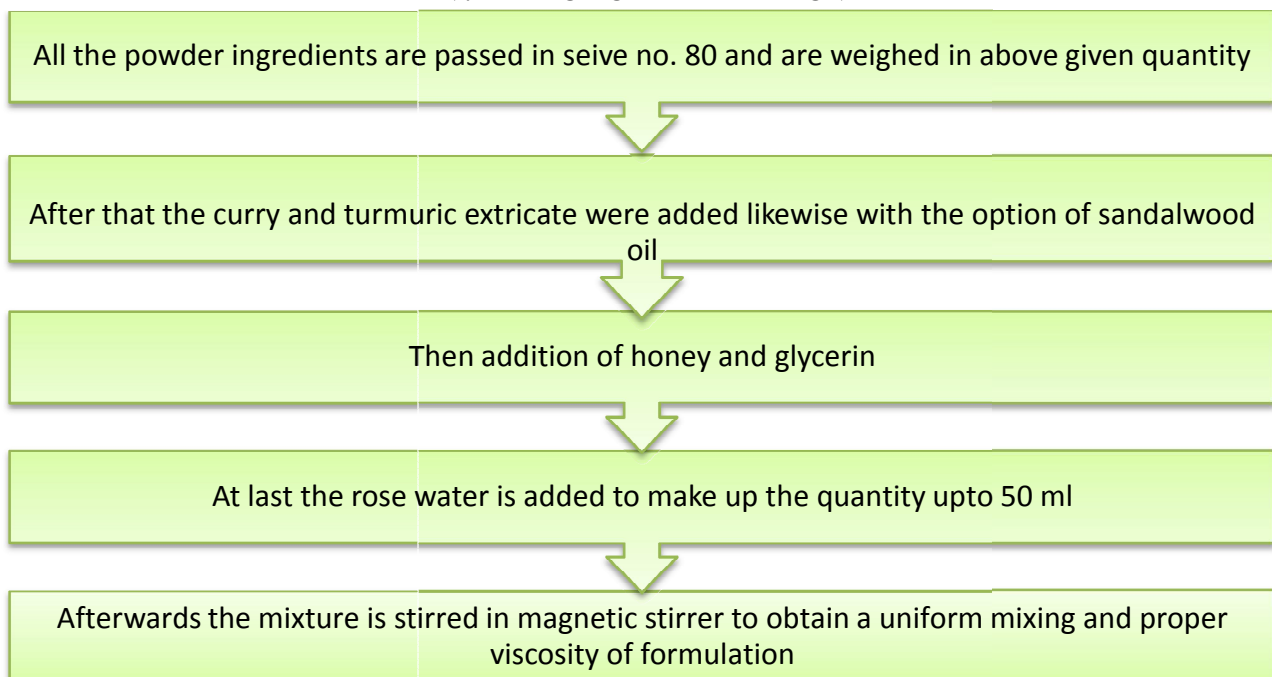 All the powder ingredients are passed in seive no. 80 and are weighed in above given quantity
After that the curry and turmuric extricate were added likewise with the option of sandalwood
oil
Then addition of honey and glycerin
At last the rose water is added to make up the quantity upto 50 ml
Afterwards the mixture is stirred in magnetic stirrer to obtain a uniform mixing and proper
viscosity of formulation